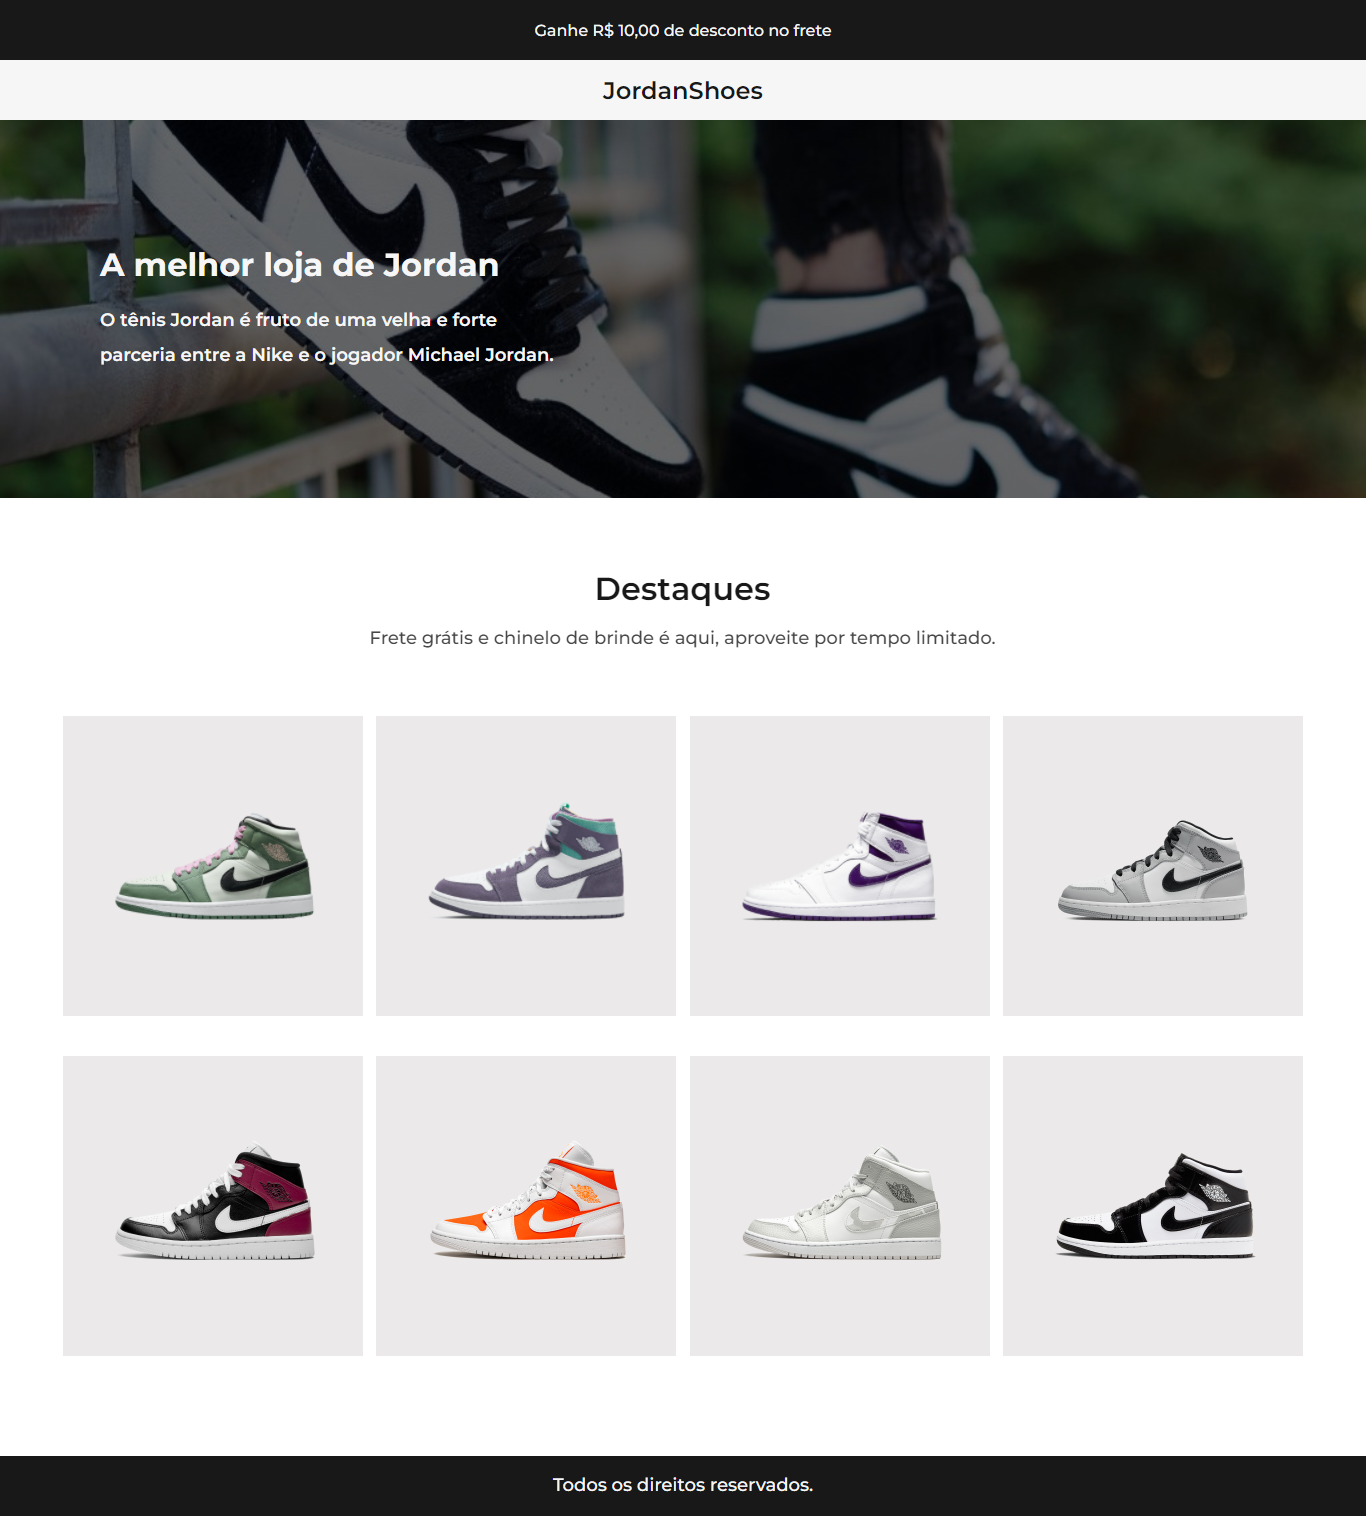 Ganhe R$ 10,00 de desconto no frete
JordanShoes
A melhor loja de Jordan
O tênis Jordan é fruto de uma velha e forte
parceria entre a Nike e o jogador Michael Jordan.
Destaques
Frete grátis e chinelo de brinde é aqui, aproveite por tempo limitado.
Todos os direitos reservados.